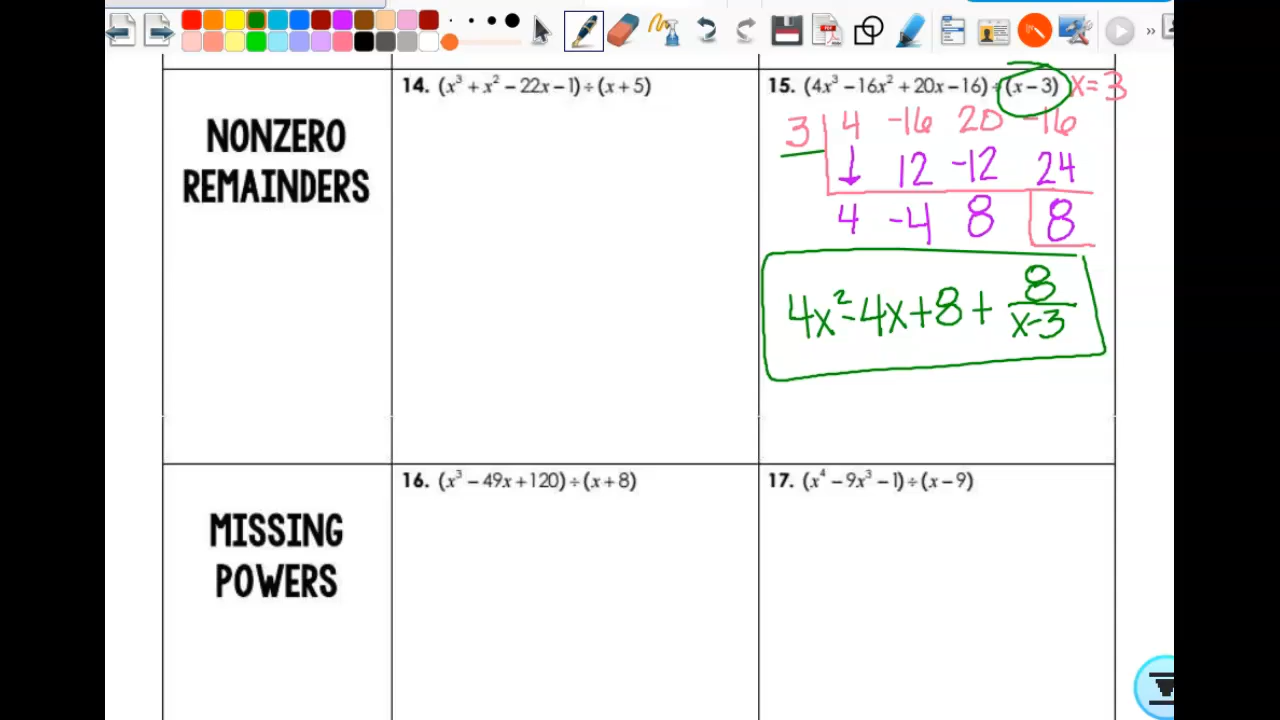 NONZERO
REMAINDERS
14. (x³ + x² − 22x − 1) ÷ (x + 5)
15. (4x³ − 16x² + 20x − 16) ÷ (x − 3) x = 3
3 4 -16 20 -16
↓ 12 -12 24
4 -4 8 8
4x² - 4x + 8 + 8/(x-3)
MISSING
POWERS
16. (x³ − 49x + 120) ÷ (x + 8)
17. (x⁴ − 9x³ − 1) ÷ (x − 9)